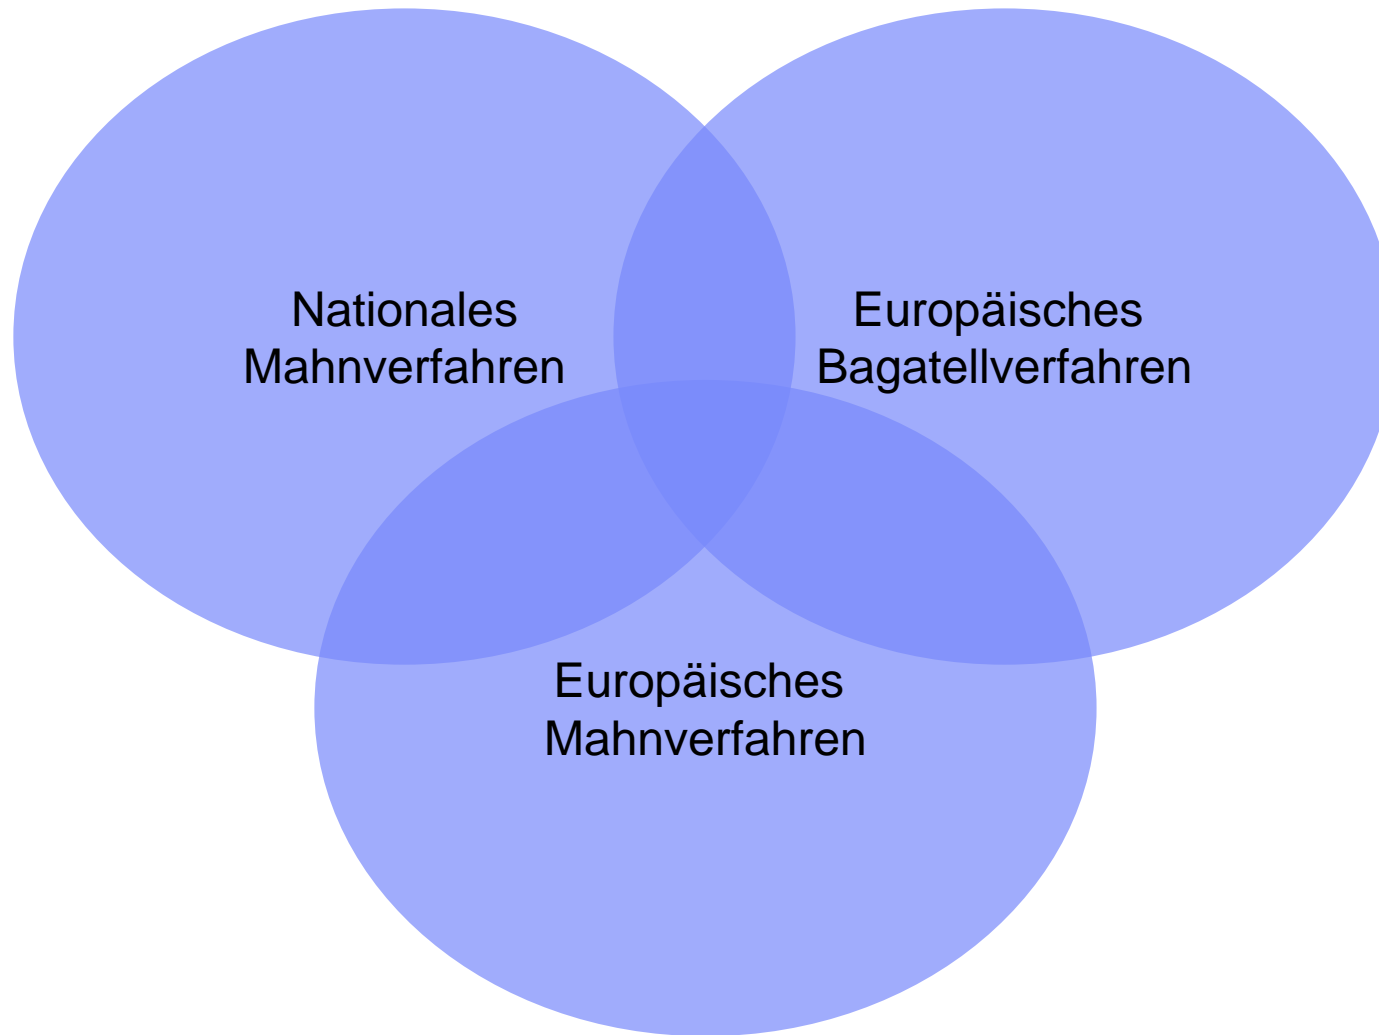 Nationales
Mahnverfahren
Europäisches
Bagatellverfahren
Europäisches
Mahnverfahren